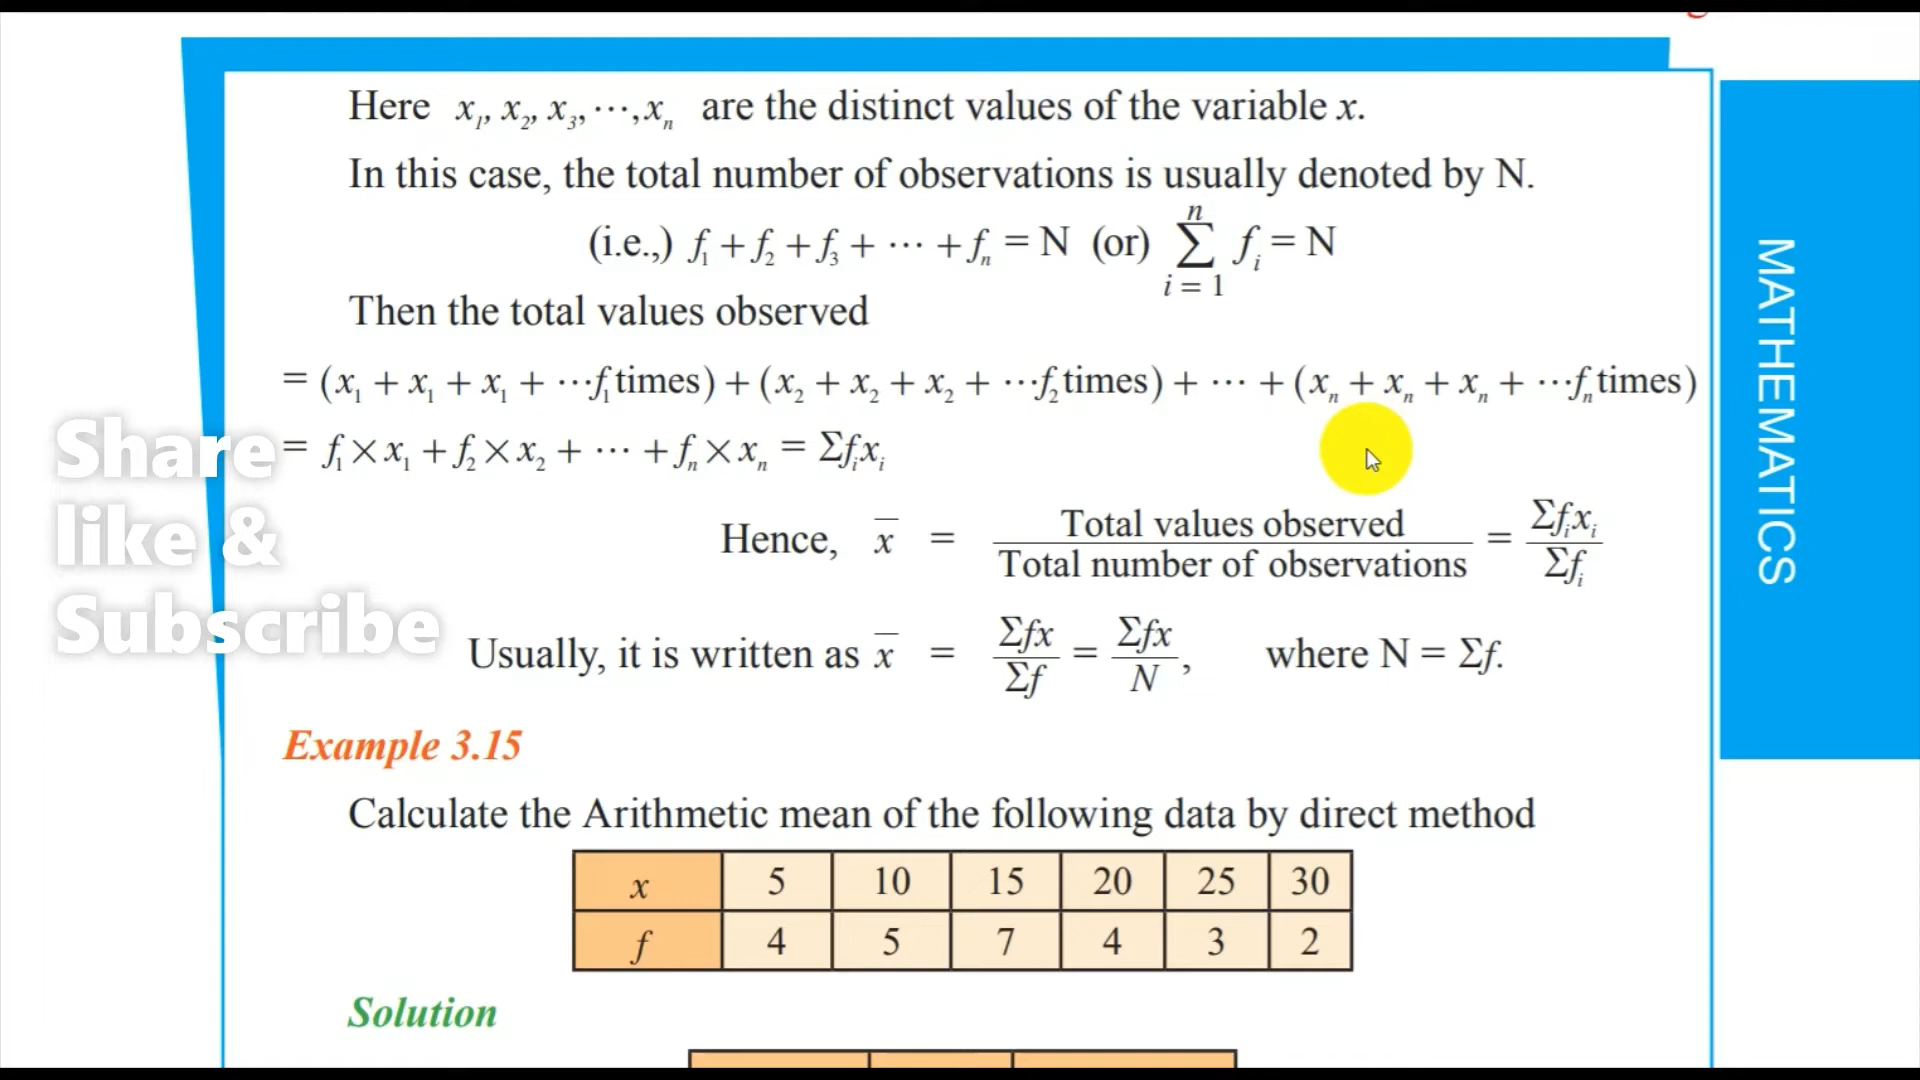 Here x₁, x₂, x₃, ⋯, xₙ are the distinct values of the variable x.
In this case, the total number of observations is usually denoted by N.
(i.e.,) f₁ + f₂ + f₃ + ⋯ + fₙ = N (or) Σ_{i = 1}^{n} fᵢ = N
Then the total values observed
= (x₁ + x₁ + x₁ + ⋯f₁ times) + (x₂ + x₂ + x₂ + ⋯f₂ times) + ⋯ + (xₙ + xₙ + xₙ + ⋯fₙ times)
= f₁ × x₁ + f₂ × x₂ + ⋯ + fₙ × xₙ = Σfᵢxᵢ
Hence, x̅ = Total values observed / Total number of observations = Σfᵢxᵢ / Σfᵢ
Usually, it is written as x̅ = Σfx / Σf = Σfx / N, where N = Σf.
Example 3.15
Calculate the Arithmetic mean of the following data by direct method
x 5 10 15 20 25 30
f 4 5 7 4 3 2
Solution
MATHEMATICS
Share
like &
Subscribe